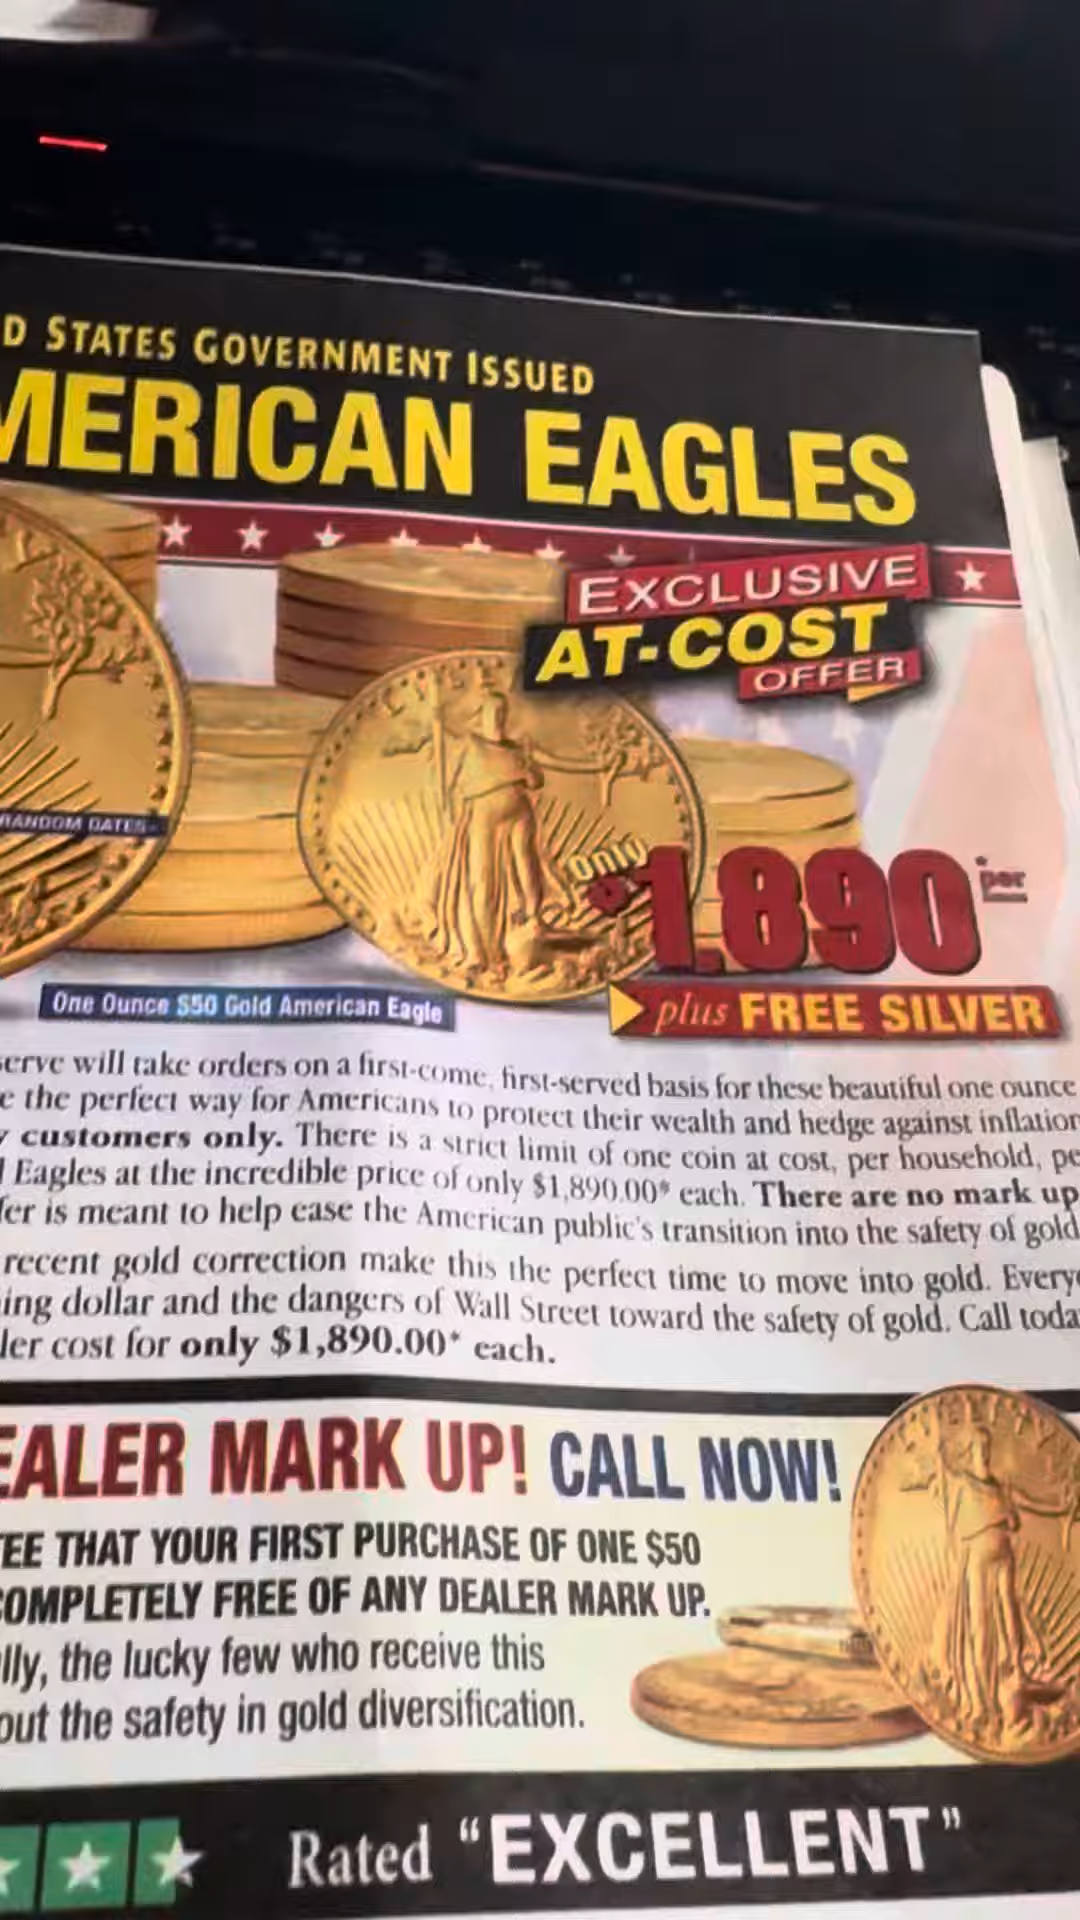 D STATES GOVERNMENT ISSUED
MERICAN EAGLES
EXCLUSIVE
AT-COST
OFFER
RANDOM DATES
Only
$1,890* per
plus FREE SILVER
One Ounce $50 Gold American Eagle
serve will take orders on a first-come, first-served basis for these beautiful one ounce
e the perfect way for Americans to protect their wealth and hedge against inflation
y customers only. There is a strict limit of one coin at cost, per household, pe
l Eagles at the incredible price of only $1,890.00* each. There are no mark up
fer is meant to help ease the American public's transition into the safety of gold
recent gold correction make this the perfect time to move into gold. Every
ing dollar and the dangers of Wall Street toward the safety of gold. Call toda
ler cost for only $1,890.00* each.
EALER MARK UP! CALL NOW!
EE THAT YOUR FIRST PURCHASE OF ONE $50
COMPLETELY FREE OF ANY DEALER MARK UP.
lly, the lucky few who receive this
out the safety in gold diversification.
Rated “EXCELLENT”